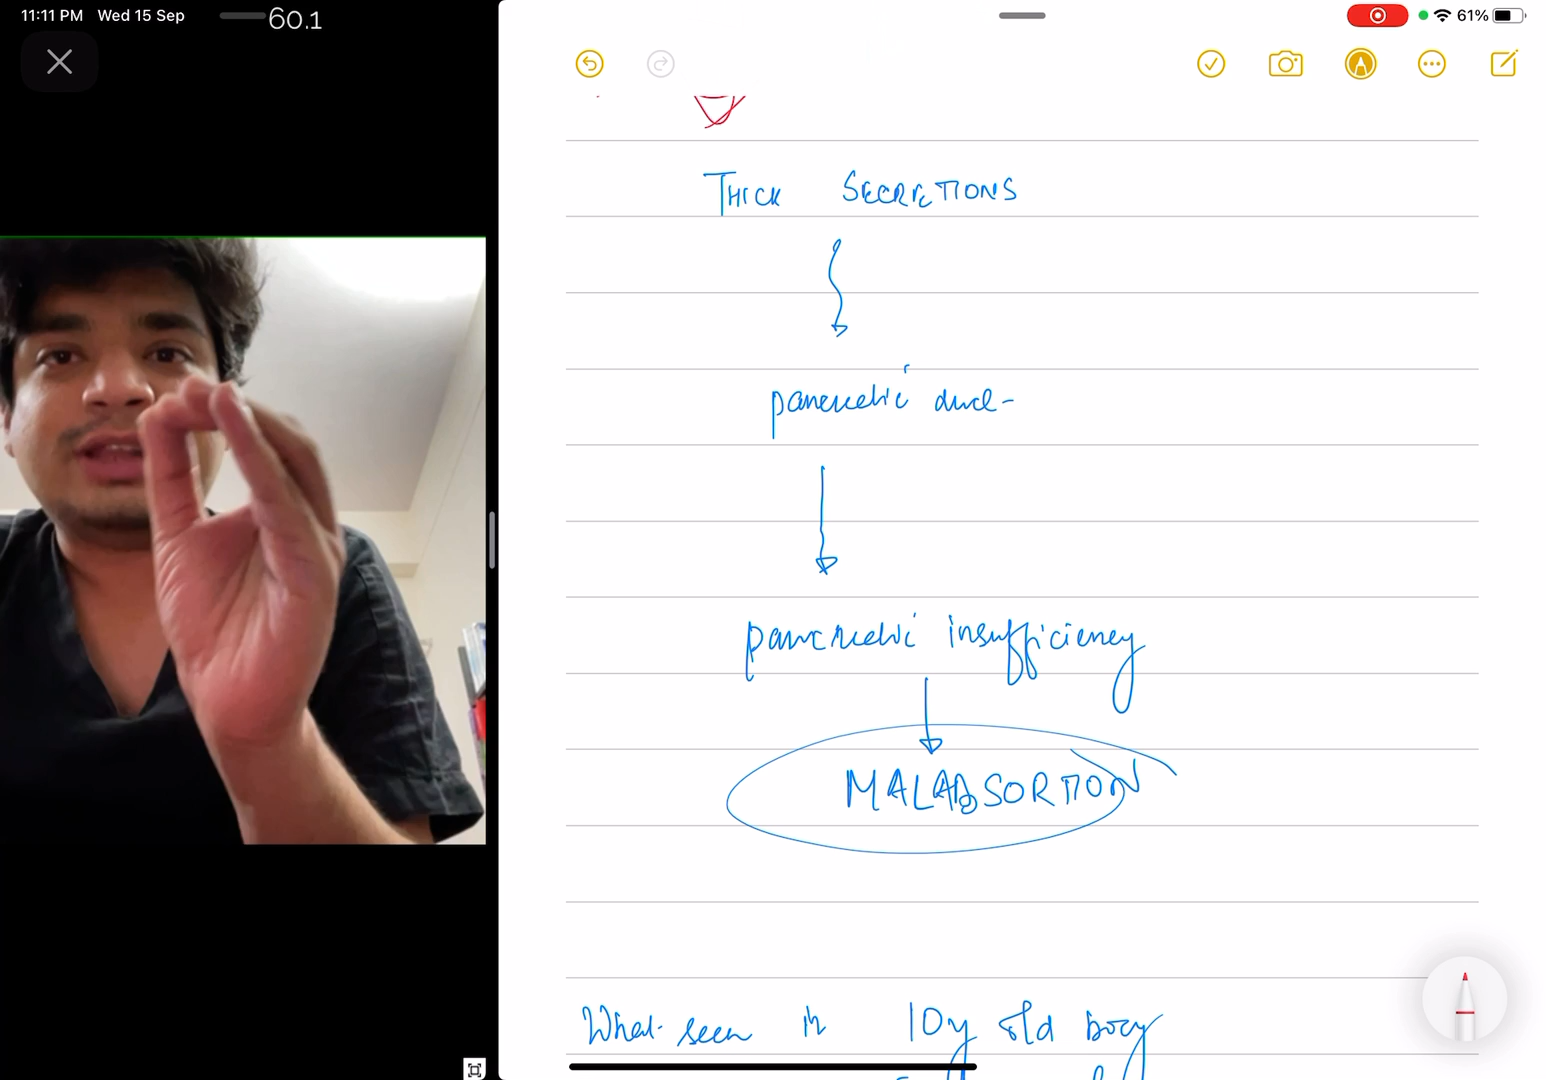 11:11 PM Wed 15 Sep
60.1
61%
THICK SECRETIONS
pancreatic duct
pancreatic insufficiency
MALABSORTION
What seen in 10y old boy